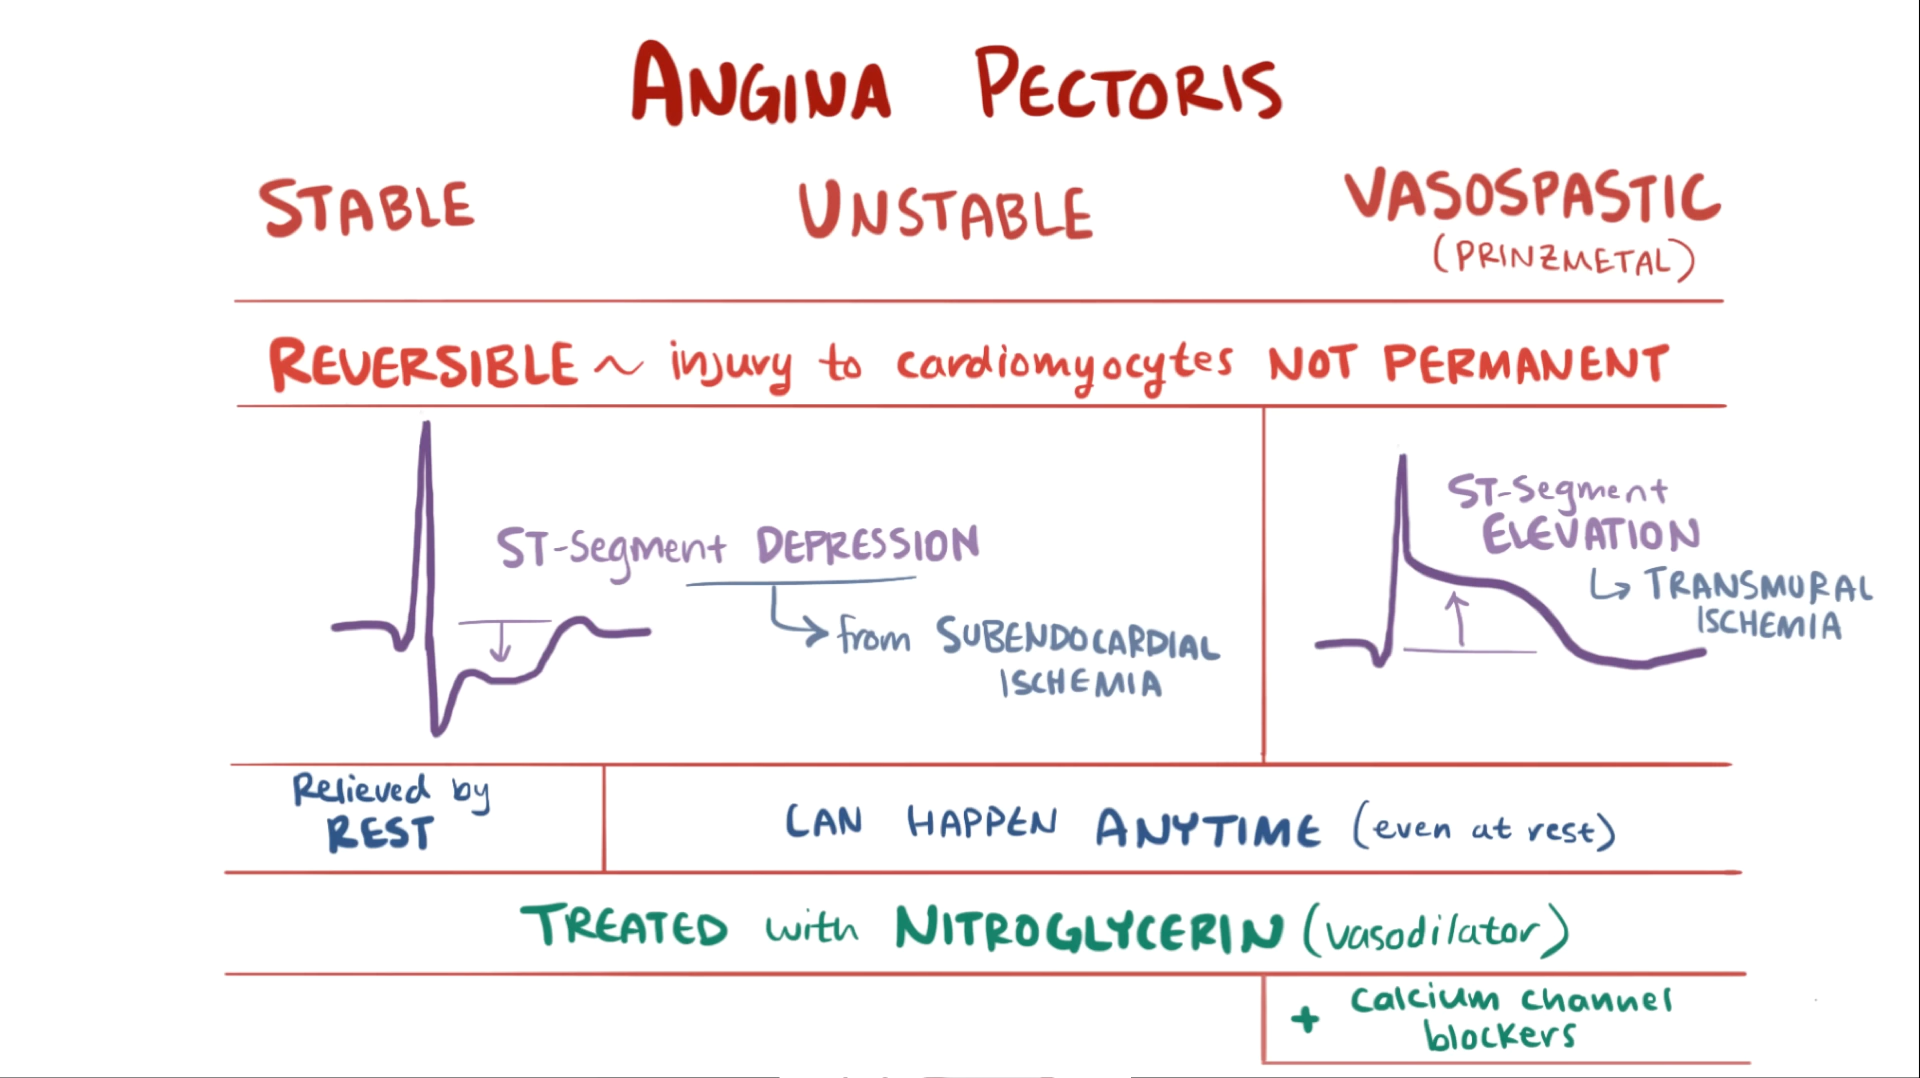 ANGINA PECTORIS
STABLE
UNSTABLE
VASOSPASTIC
(PRINZMETAL)
REVERSIBLE ~ injury to cardiomyocytes NOT PERMANENT
ST-Segment DEPRESSION
from SUBENDOCARDIAL
ISCHEMIA
ST-Segment
ELEVATION
TRANSMURAL
ISCHEMIA
Relieved by
REST
CAN HAPPEN ANYTIME (even at rest)
TREATED with NITROGLYCERIN (vasodilator)
+ Calcium channel
blockers